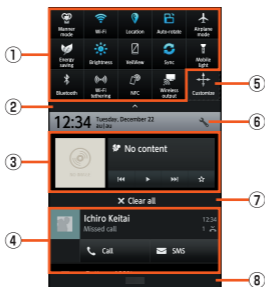 Manner mode
Wi-Fi
Location
Auto-rotate
Airplane mode
①
Energy saving
Brightness
VeilView
Sync
Mobile light
Bluetooth
Wi-Fi tethering
NFC
Wireless output
Customize
⑤
②
12:34
Tuesday, December 22
⑥
③
No content
✕ Clear all
⑦
④
Ichiro Keitai
12:34
Missed call
1
Call
SMS
⑧